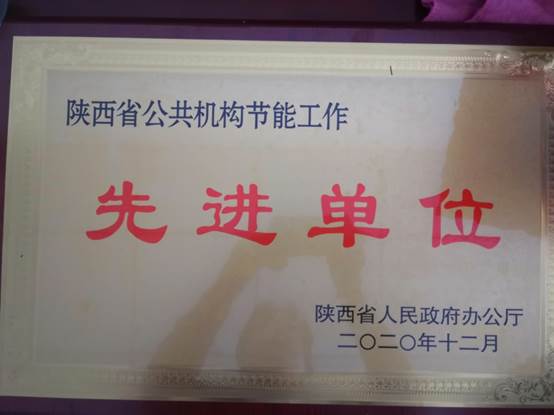 陕西省公共机构节能工作
先进单位
陕西省人民政府办公厅
二〇二〇年十二月